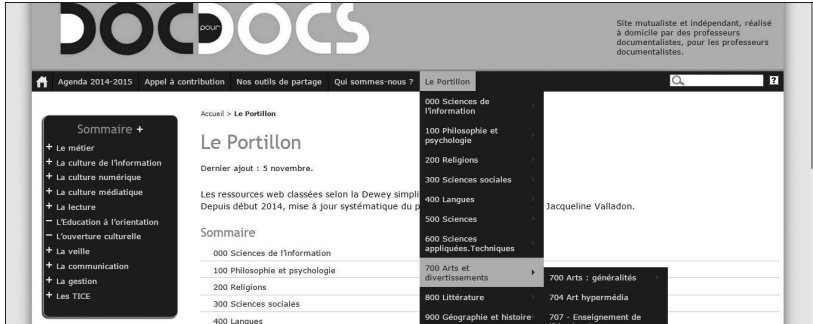 DOC pour DOCS
Site mutualiste et indépendant, réalisé
à domicile par des professeurs
documentalistes, pour les professeurs
documentalistes.
Agenda 2014-2015 Appel à contribution Nos outils de partage Qui sommes-nous ? Le Portillon ?
Sommaire +
+ Le métier
+ La culture de l'information
+ La culture numérique
+ La culture médiatique
+ La lecture
− L'Education à l'orientation
− L'ouverture culturelle
+ La veille
+ La communication
+ La gestion
+ Les TICE
Accueil > Le Portillon
Le Portillon
Dernier ajout : 5 novembre.
Les ressources web classées selon la Dewey simpli
Depuis début 2014, mise à jour systématique du p
Jacqueline Valladon.
Sommaire
000 Sciences de l'information
100 Philosophie et psychologie
200 Religions
300 Sciences sociales
400 Langues
000 Sciences de
l'information
100 Philosophie et
psychologie
200 Religions
300 Sciences sociales
400 Langues
500 Sciences
600 Sciences
appliquées.Techniques
700 Arts et
divertissements
800 Littérature
900 Géographie et histoire
700 Arts : généralités
704 Art hypermédia
707 - Enseignement de